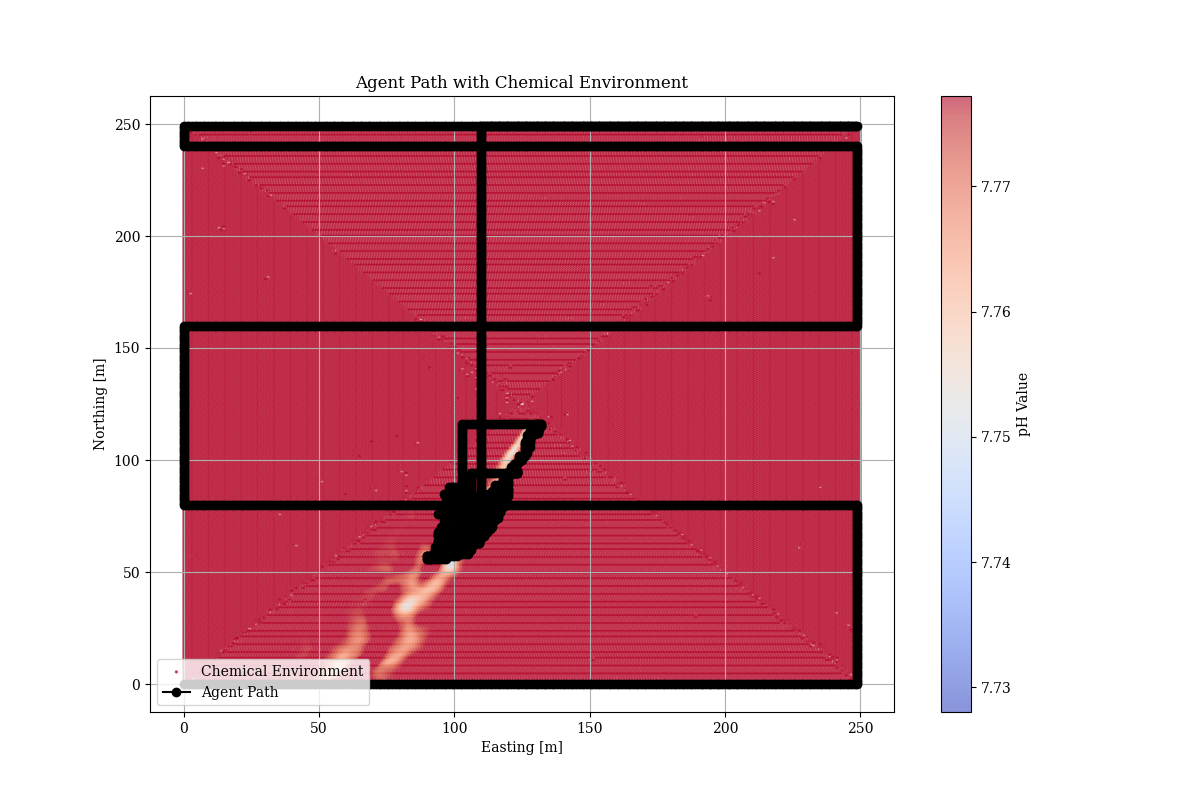 Agent Path with Chemical Environment
Northing [m]
250
200
150
100
50
0
0 50 100 150 200 250
Easting [m]
Chemical Environment
Agent Path
7.77
7.76
7.75
7.74
7.73
pH Value